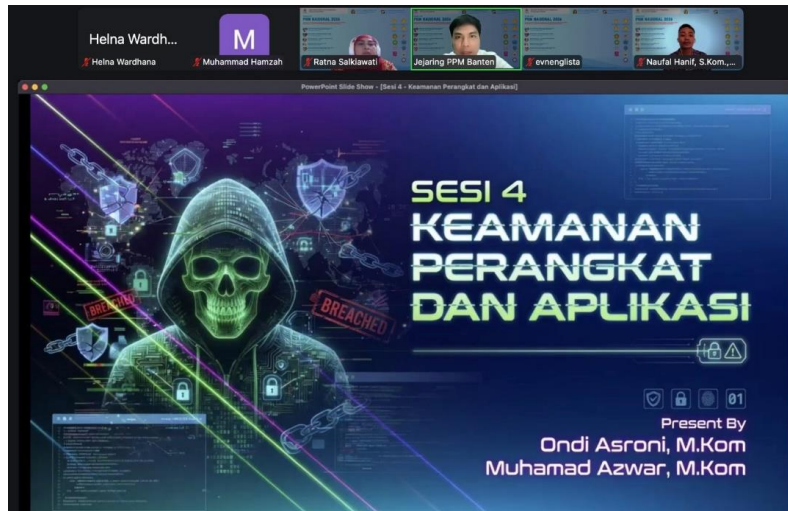 Helna Wardh...
M
Helna Wardhana
Muhammad Hamzah
Ratna Salkiawati
Jejaring PPM Banten
evnenglista
Naufal Hanif, S.Kom.,...
PowerPoint Slide Show - [Sesi 4 - Keamanan Perangkat dan Aplikasi]
SESI 4
KEAMANAN
PERANGKAT
DAN APLIKASI
BREACHED
BREACHED
01
Present By
Ondi Asroni, M.Kom
Muhamad Azwar, M.Kom